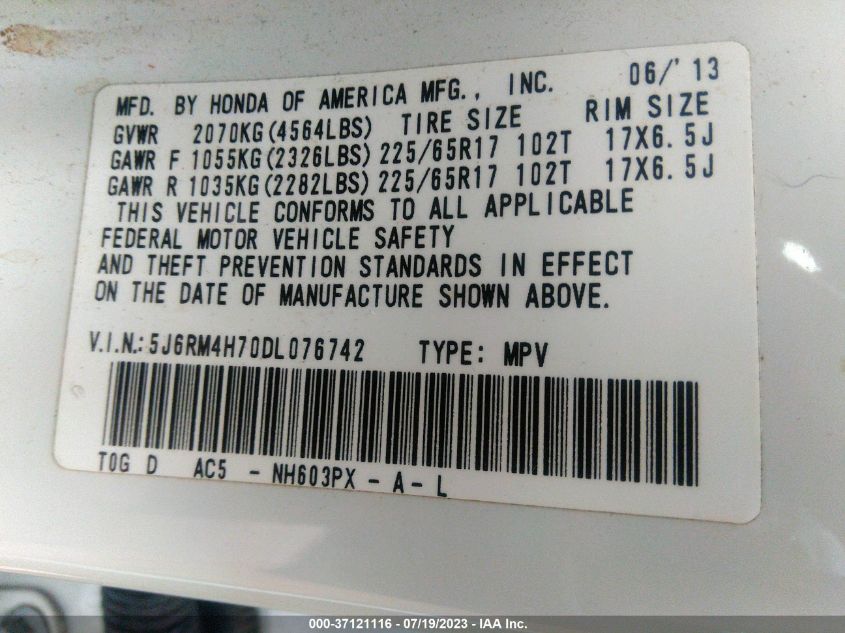 MFD. BY HONDA OF AMERICA MFG., INC. 06/'13
GVWR 2070KG(4564LBS) TIRE SIZE RIM SIZE
GAWR F 1055KG(2326LBS) 225/65R17 102T 17X6.5J
GAWR R 1035KG(2282LBS) 225/65R17 102T 17X6.5J
THIS VEHICLE CONFORMS TO ALL APPLICABLE
FEDERAL MOTOR VEHICLE SAFETY
AND THEFT PREVENTION STANDARDS IN EFFECT
ON THE DATE OF MANUFACTURE SHOWN ABOVE.
V.I.N.: 5J6RM4H70DL076742 TYPE: MPV
T0G D AC5 - NH603PX - A - L
000-37121116 - 07/19/2023 - IAA Inc.